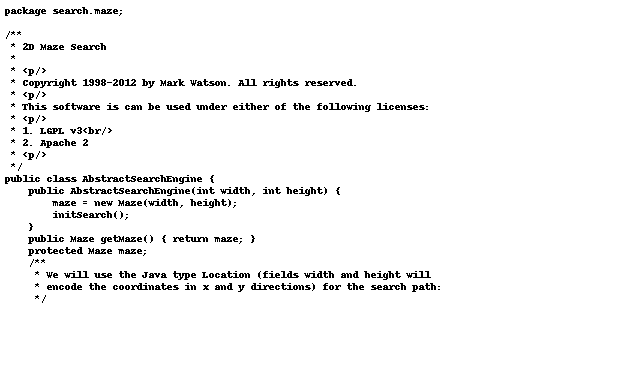 package search.maze;

/**
 * 2D Maze Search
 *
 * <p/>
 * Copyright 1998-2012 by Mark Watson. All rights reserved.
 * <p/>
 * This software is can be used under either of the following licenses:
 * <p/>
 * 1. LGPL v3<br/>
 * 2. Apache 2
 * <p/>
 */
public class AbstractSearchEngine {
    public AbstractSearchEngine(int width, int height) {
        maze = new Maze(width, height);
        initSearch();
    }
    public Maze getMaze() { return maze; }
    protected Maze maze;
    /**
     * We will use the Java type Location (fields width and height will
     * encode the coordinates in x and y directions) for the search path:
     */